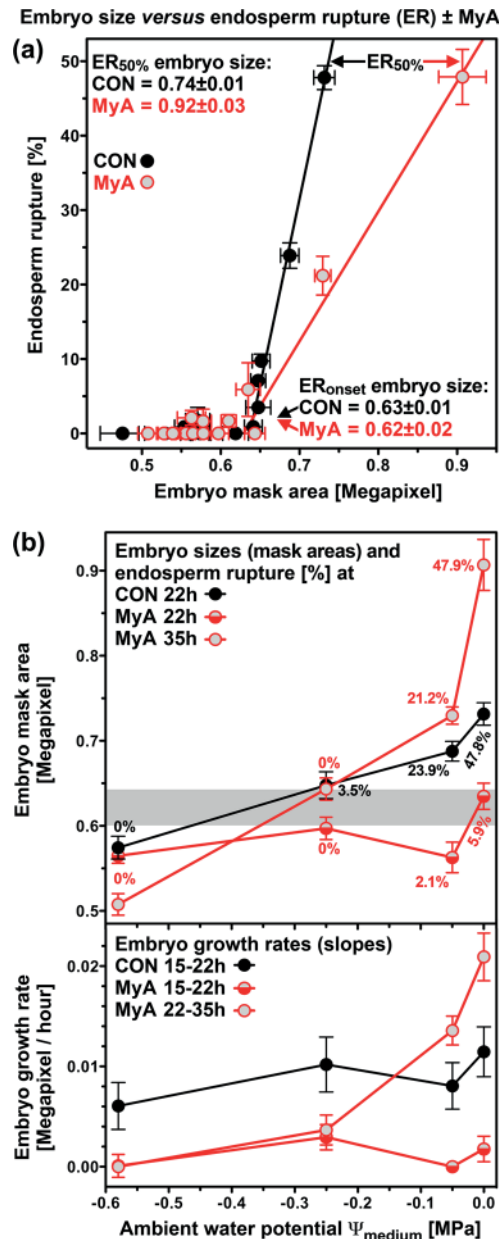 Embryo size versus endosperm rupture (ER) ± MyA
(a)
ER50% embryo size:
CON = 0.74±0.01
MyA = 0.92±0.03
ER50%
CON
MyA
ERonset embryo size:
CON = 0.63±0.01
MyA = 0.62±0.02
Endosperm rupture [%]
50
40
30
20
10
0
0.5 0.6 0.7 0.8 0.9
Embryo mask area [Megapixel]
(b)
Embryo sizes (mask areas) and
endosperm rupture [%] at
CON 22h
MyA 22h
MyA 35h
47.9%
21.2%
0%
3.5%
23.9%
47.8%
0%
0%
0%
2.1%
5.9%
Embryo mask area
[Megapixel]
0.9
0.8
0.7
0.6
0.5
Embryo growth rates (slopes)
CON 15-22h
MyA 15-22h
MyA 22-35h
Embryo growth rate
[Megapixel / hour]
0.02
0.01
0.00
-0.6 -0.5 -0.4 -0.3 -0.2 -0.1 0.0
Ambient water potential Ψmedium [MPa]